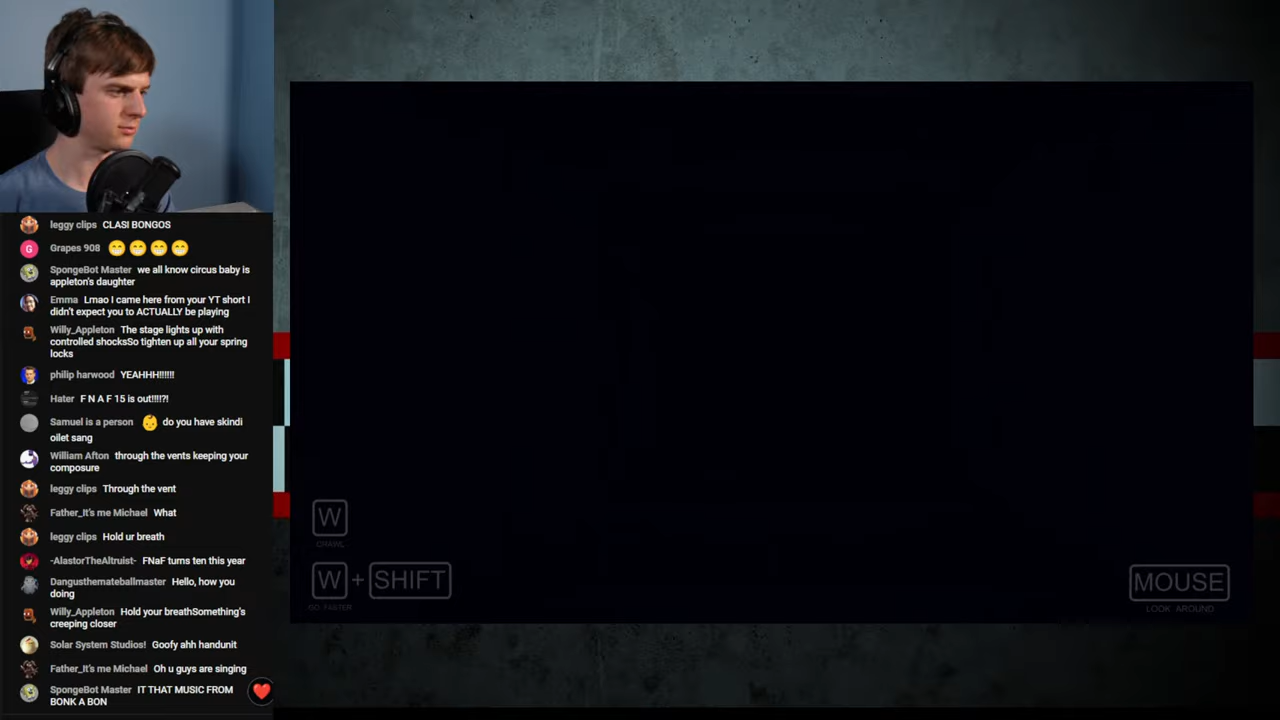 leggy clips CLASI BONGOS
G
Grapes 908 😁😁😁😁
SpongeBot Master we all know circus baby is
appleton's daughter
Emma Lmao I came here from your YT short I
didn't expect you to ACTUALLY be playing
Willy_Appleton The stage lights up with
controlled shocksSo tighten up all your spring
locks
philip harwood YEAHHH!!!!!!
Hater F N A F 15 is out!!!!?!
Samuel is a person 👶 do you have skindi
oilet sang
William Afton through the vents keeping your
composure
leggy clips Through the vent
Father_It's me Michael What
leggy clips Hold ur breath
-AlastorTheAltruist- FNaF turns ten this year
Dangusthemateballmaster Hello, how you
doing
Willy_Appleton Hold your breathSomething's
creeping closer
Solar System Studios! Goofy ahh handunit
Father_It's me Michael Oh u guys are singing
SpongeBot Master IT THAT MUSIC FROM
BONK A BON
W
CRAWL
W + SHIFT
GO FASTER
MOUSE
LOOK AROUND